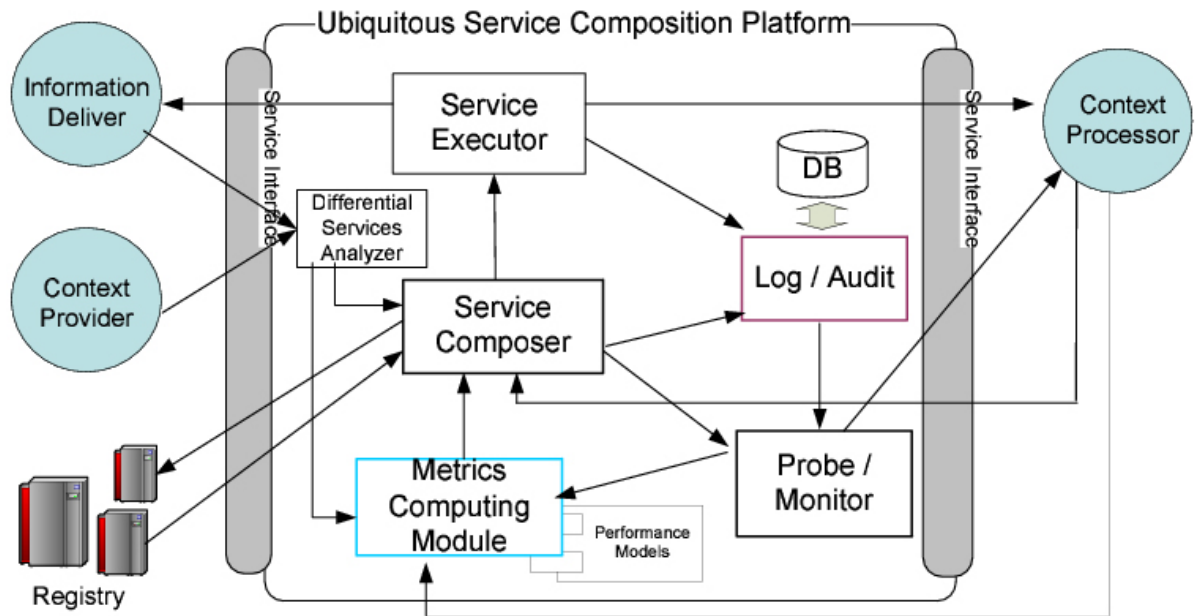 Ubiquitous Service Composition Platform
Information
Deliver
Service Interface
Service
Executor
Context
Processor
DB
Service Interface
Differential
Services
Analyzer
Log / Audit
Context
Provider
Service
Composer
Metrics
Computing
Module
Probe /
Monitor
Performance
Models
Registry